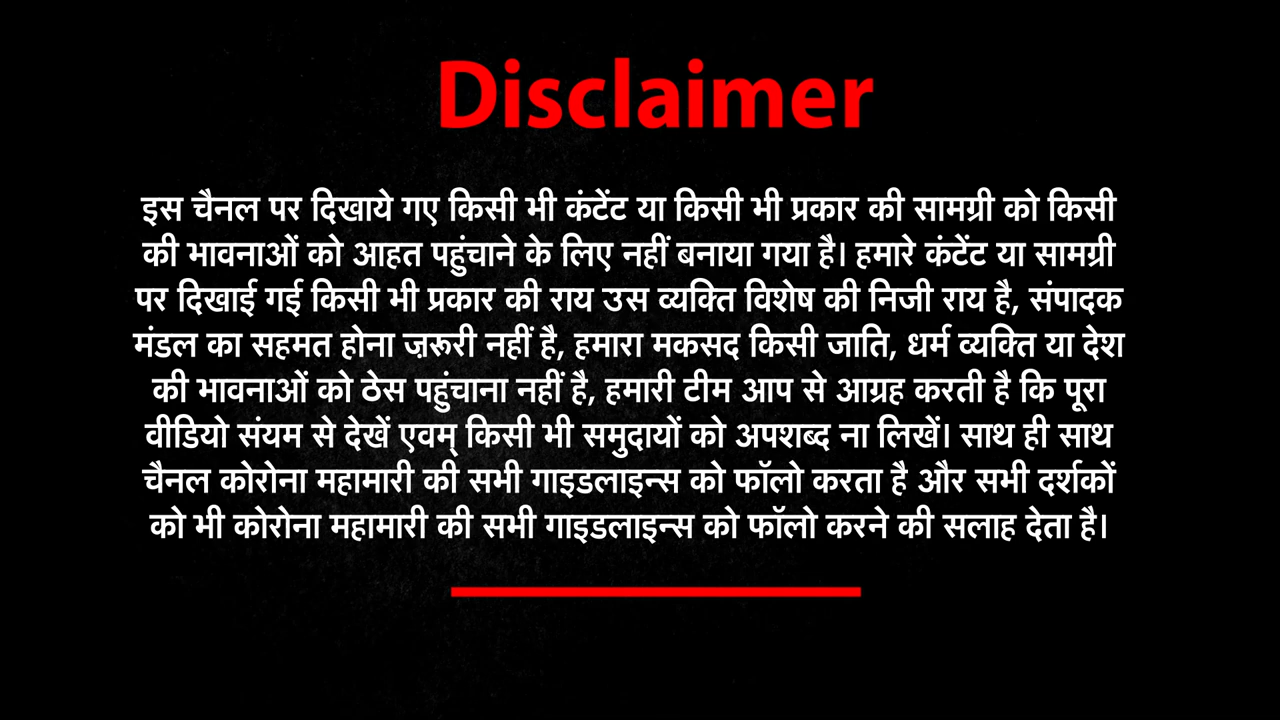 Disclaimer
इस चैनल पर दिखाये गए किसी भी कंटेंट या किसी भी प्रकार की सामग्री को किसी
की भावनाओं को आहत पहुंचाने के लिए नहीं बनाया गया है। हमारे कंटेंट या सामग्री
पर दिखाई गई किसी भी प्रकार की राय उस व्यक्ति विशेष की निजी राय है, संपादक
मंडल का सहमत होना ज़रूरी नहीं है, हमारा मकसद किसी जाति, धर्म व्यक्ति या देश
की भावनाओं को ठेस पहुंचाना नहीं है, हमारी टीम आप से आग्रह करती है कि पूरा
वीडियो संयम से देखें एवम् किसी भी समुदायों को अपशब्द ना लिखें। साथ ही साथ
चैनल कोरोना महामारी की सभी गाइडलाइन्स को फॉलो करता है और सभी दर्शकों
को भी कोरोना महामारी की सभी गाइडलाइन्स को फॉलो करने की सलाह देता है।